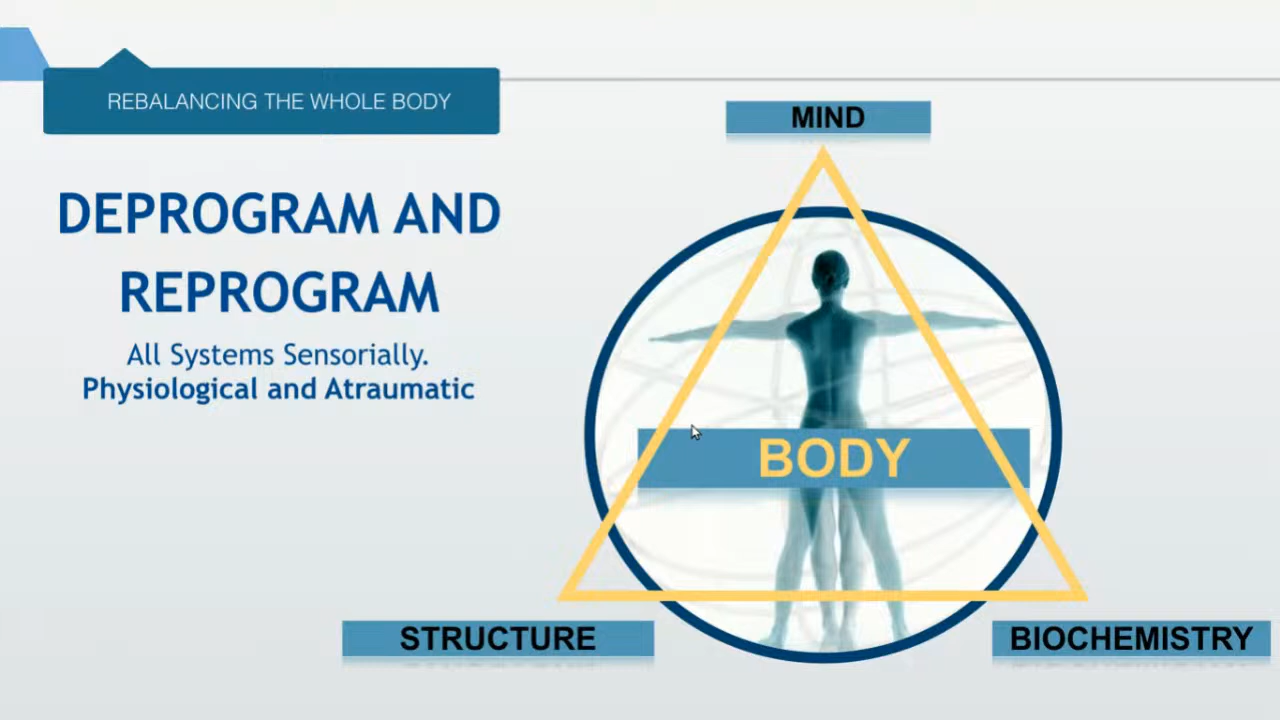 REBALANCING THE WHOLE BODY
DEPROGRAM AND
REPROGRAM
All Systems Sensorially.
Physiological and Atraumatic
MIND
BODY
STRUCTURE
BIOCHEMISTRY